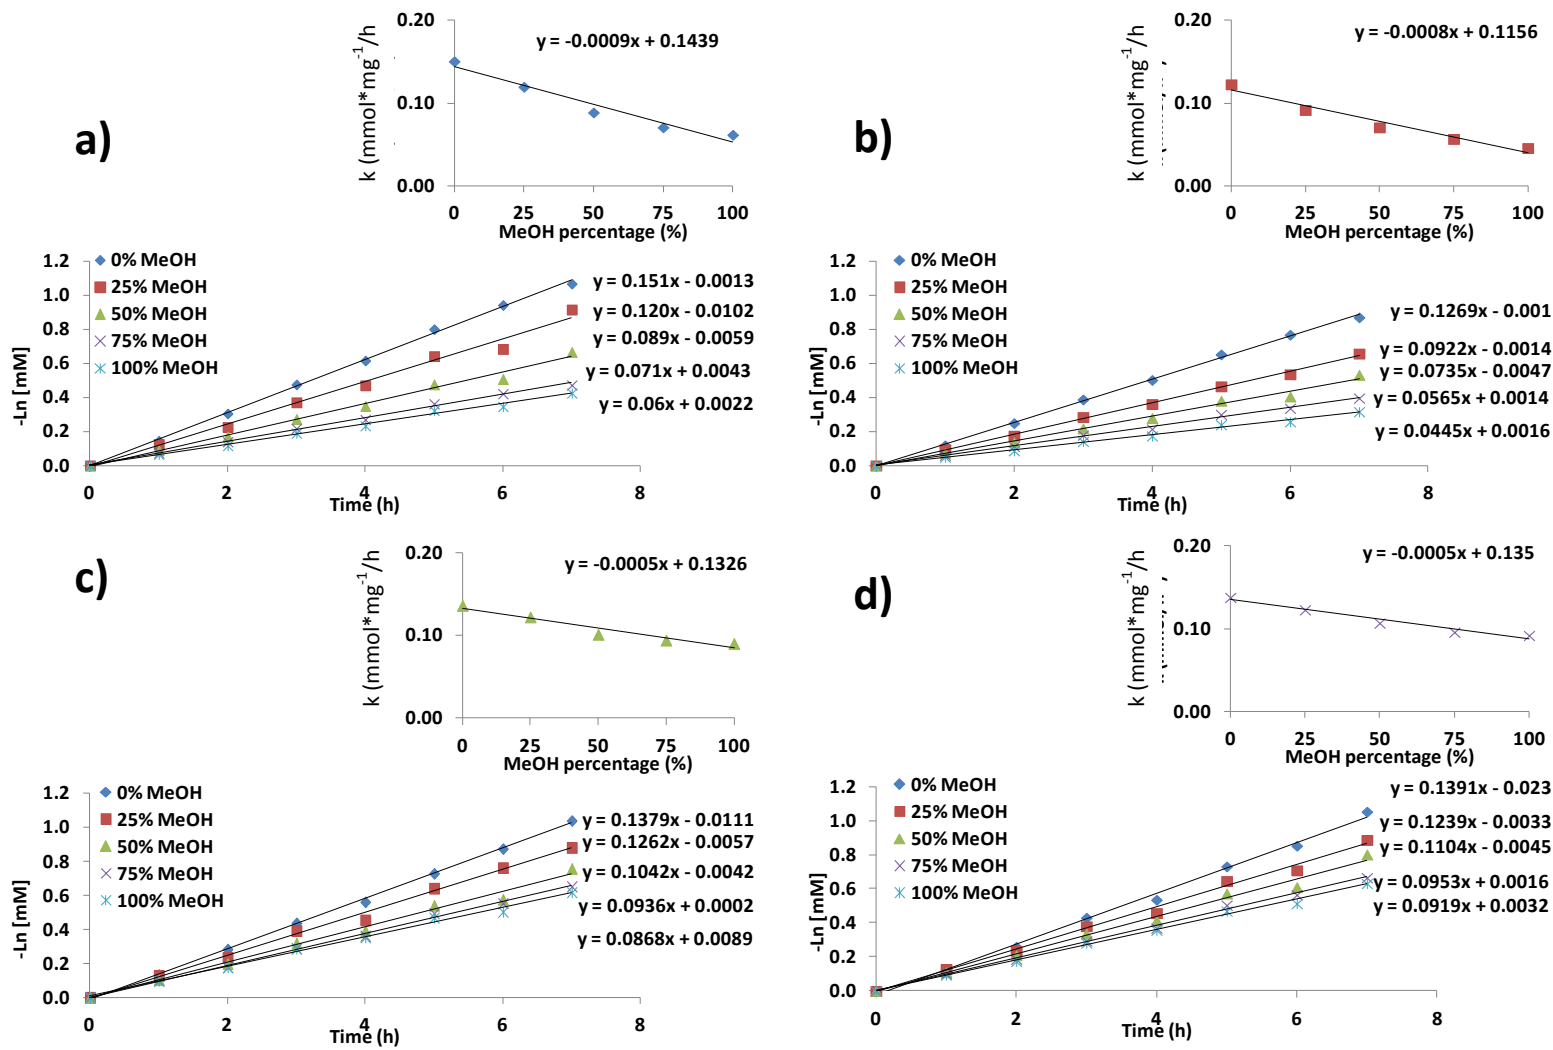 a)
k (mmol*mg-1/h
0.20
0.10
0.00
y = -0.0009x + 0.1439
0 25 50 75 100
MeOH percentage (%)
-Ln [mM]
1.2
1.0
0.8
0.6
0.4
0.2
0.0
0% MeOH
25% MeOH
50% MeOH
75% MeOH
100% MeOH
y = 0.151x - 0.0013
y = 0.120x - 0.0102
y = 0.089x - 0.0059
y = 0.071x + 0.0043
y = 0.06x + 0.0022
0 2 4 6 8
Time (h)
b)
k (mmol*mg-1/h
0.20
0.10
0.00
y = -0.0008x + 0.1156
0 25 50 75 100
MeOH percentage (%)
-Ln [mM]
1.2
1.0
0.8
0.6
0.4
0.2
0.0
0% MeOH
25% MeOH
50% MeOH
75% MeOH
100% MeOH
y = 0.1269x - 0.001
y = 0.0922x - 0.0014
y = 0.0735x - 0.0047
y = 0.0565x + 0.0014
y = 0.0445x + 0.0016
0 2 4 6 8
Time (h)
c)
k (mmol*mg-1/h
0.20
0.10
0.00
y = -0.0005x + 0.1326
0 25 50 75 100
MeOH percentage (%)
-Ln [mM]
1.2
1.0
0.8
0.6
0.4
0.2
0.0
0% MeOH
25% MeOH
50% MeOH
75% MeOH
100% MeOH
y = 0.1379x - 0.0111
y = 0.1262x - 0.0057
y = 0.1042x - 0.0042
y = 0.0936x + 0.0002
y = 0.0868x + 0.0089
0 2 4 6 8
Time (h)
d)
k (mmol*mg-1/h
0.20
0.10
0.00
y = -0.0005x + 0.135
0 25 50 75 100
MeOH percentage (%)
-Ln [mM]
1.2
1.0
0.8
0.6
0.4
0.2
0.0
0% MeOH
25% MeOH
50% MeOH
75% MeOH
100% MeOH
y = 0.1391x - 0.023
y = 0.1239x - 0.0033
y = 0.1104x - 0.0045
y = 0.0953x + 0.0016
y = 0.0919x + 0.0032
0 2 4 6 8
Time (h)